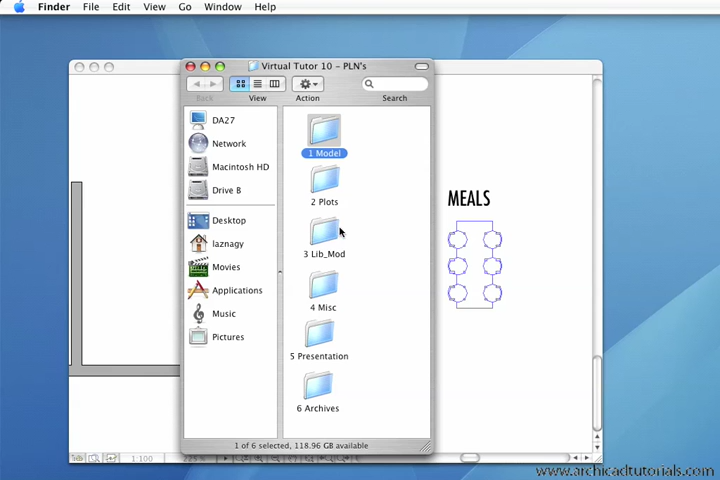 Finder File Edit View Go Window Help
Virtual Tutor 10 – PLN's
Back View Action Search
DA27
Network
Macintosh HD
Drive B
Desktop
laznagy
Movies
Applications
Music
Pictures
1 Model
2 Plots
3 Lib_Mod
4 Misc
5 Presentation
6 Archives
1 of 6 selected, 118.96 GB available
MEALS
1:100
www.archicadtutorials.com